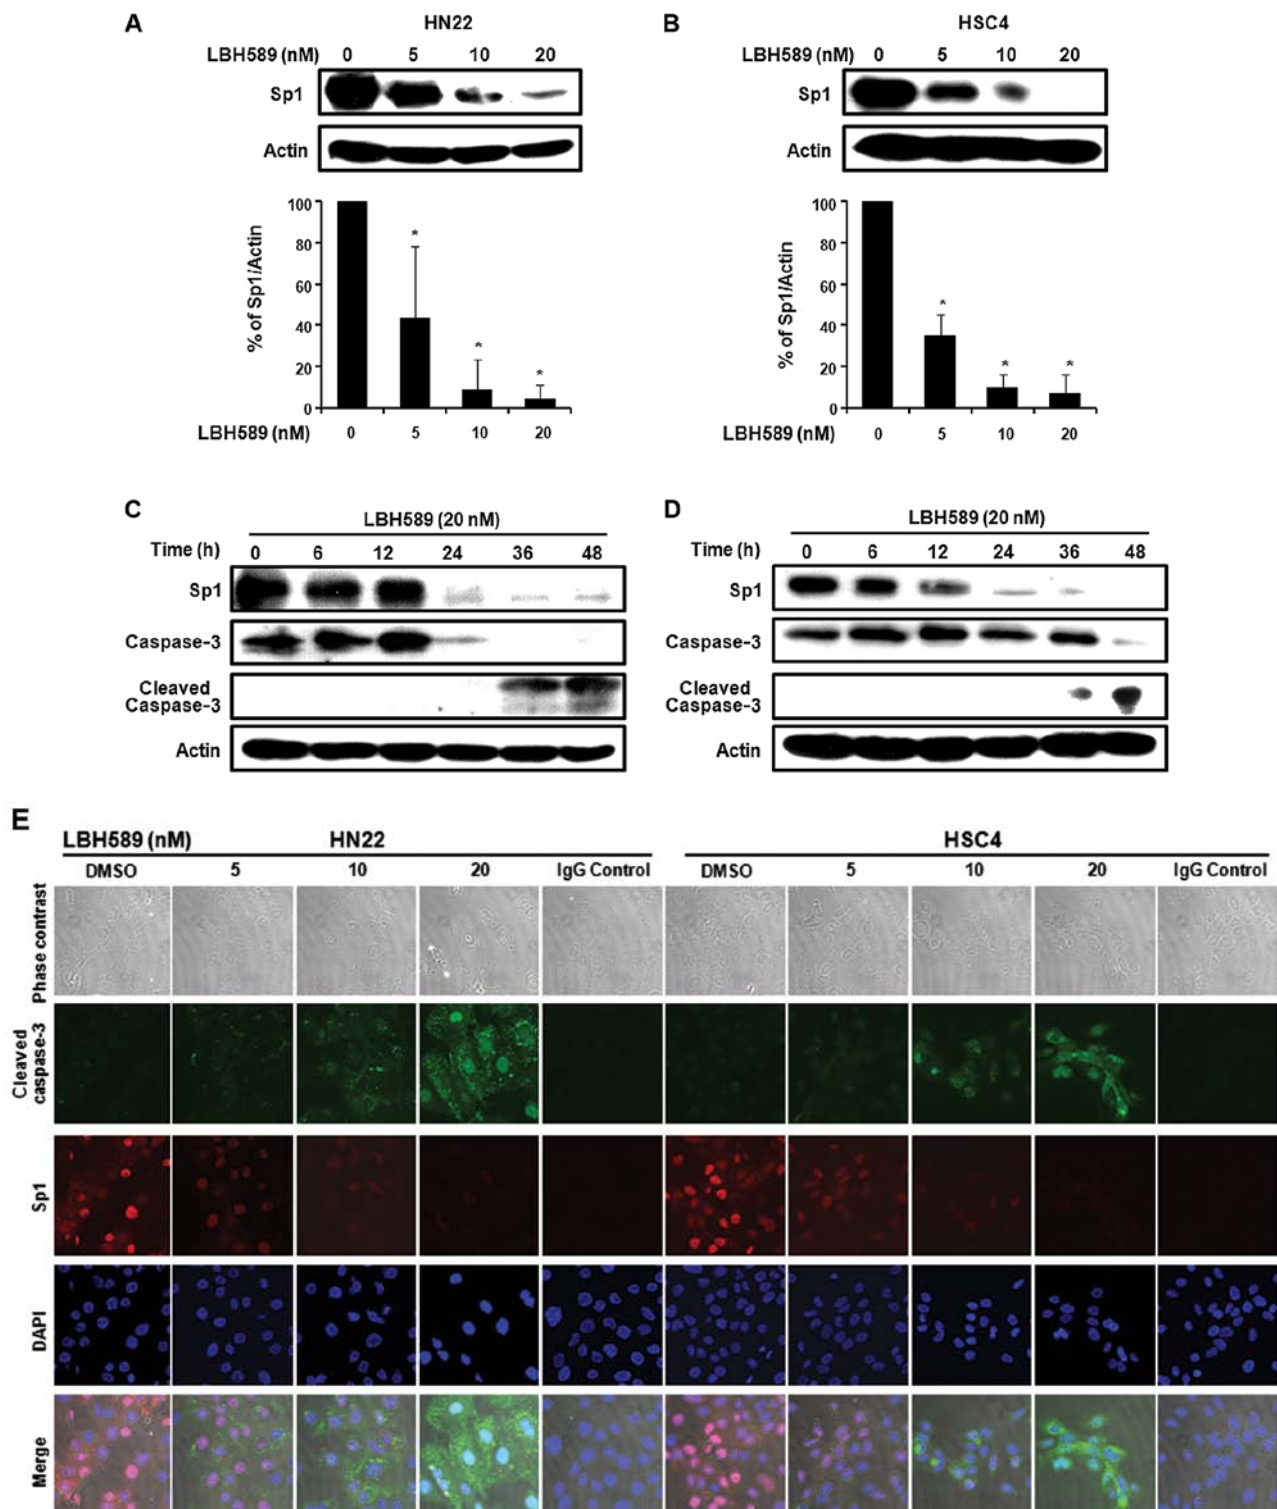 A
HN22
LBH589 (nM) 0 5 10 20
Sp1
Actin
% of Sp1/Actin
100
80
60
40
20
0
* * *
LBH589 (nM) 0 5 10 20
B
HSC4
LBH589 (nM) 0 5 10 20
Sp1
Actin
% of Sp1/Actin
100
80
60
40
20
0
* * *
LBH589 (nM) 0 5 10 20
C
LBH589 (20 nM)
Time (h) 0 6 12 24 36 48
Sp1
Caspase-3
Cleaved
Caspase-3
Actin
D
LBH589 (20 nM)
Time (h) 0 6 12 24 36 48
Sp1
Caspase-3
Cleaved
Caspase-3
Actin
E
LBH589 (nM) HN22 HSC4
DMSO 5 10 20 IgG Control DMSO 5 10 20 IgG Control
Phase contrast
Cleaved
caspase-3
Sp1
DAPI
Merge